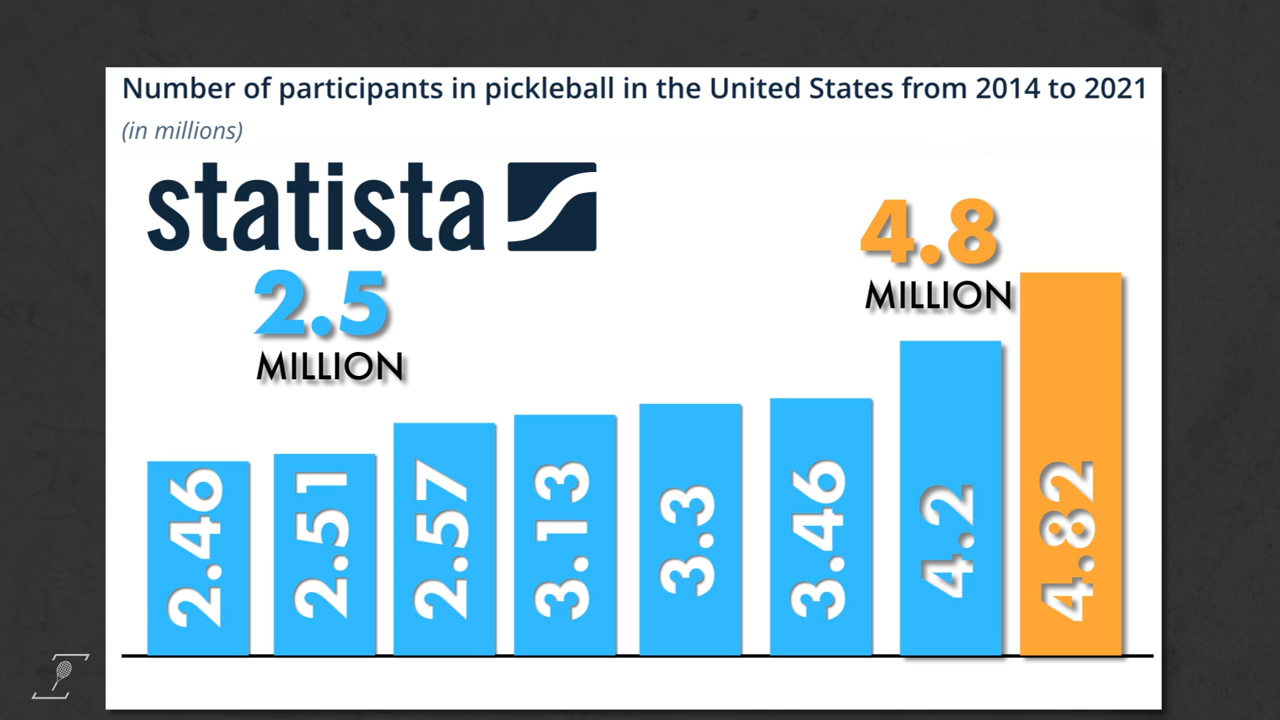 Number of participants in pickleball in the United States from 2014 to 2021
(in millions)
statista
2.5
MILLION
4.8
MILLION
2.46
2.51
2.57
3.13
3.3
3.46
4.2
4.82